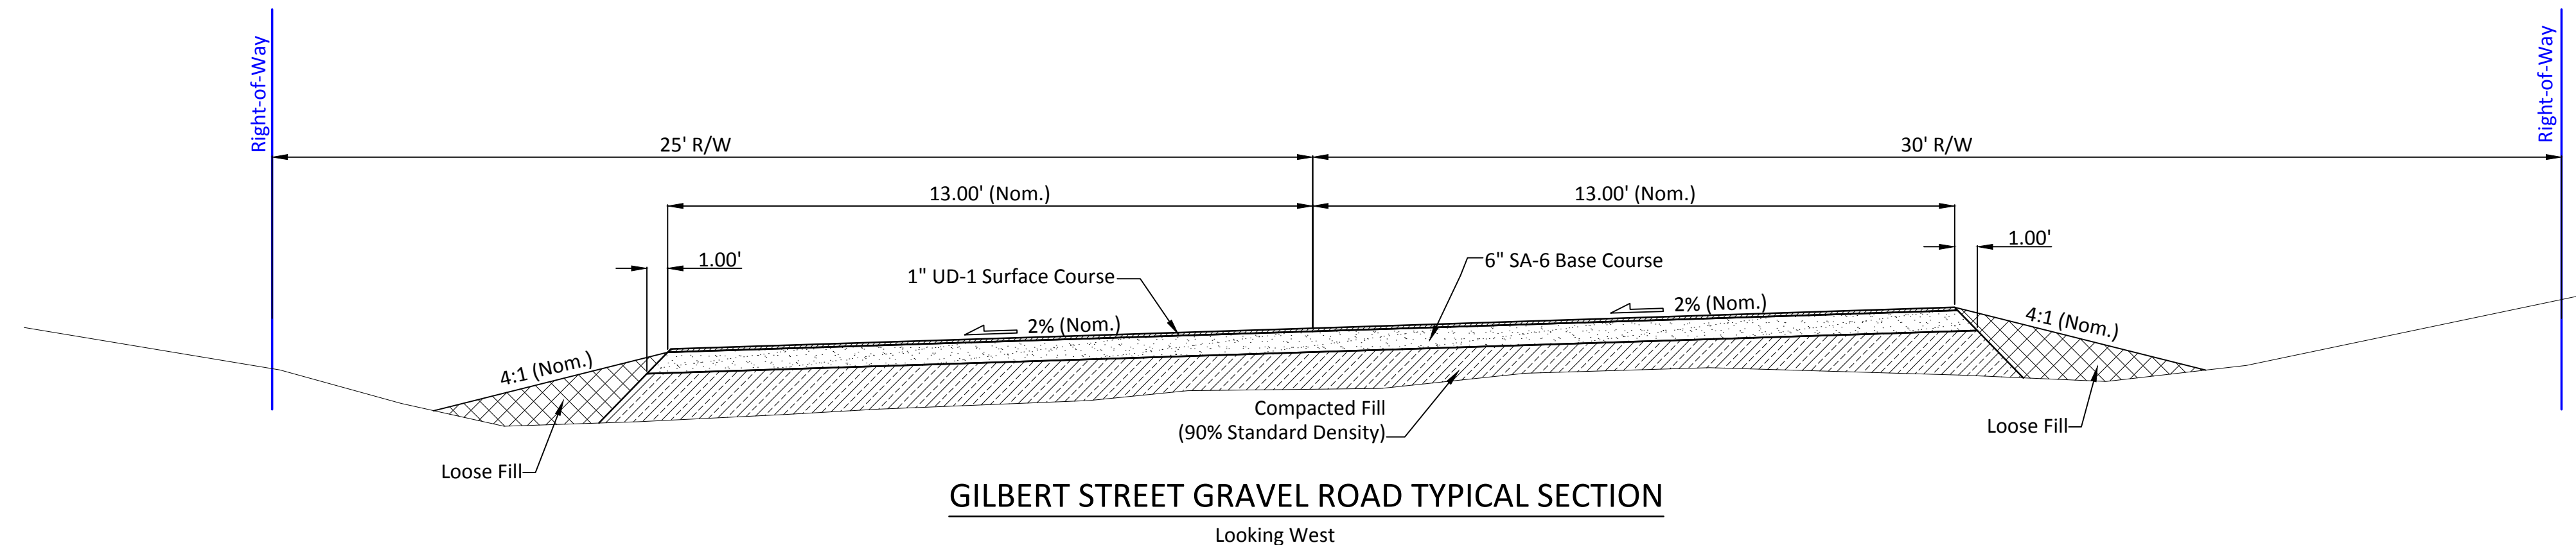 Right-of-Way
Right-of-Way
25' R/W
30' R/W
13.00' (Nom.)
13.00' (Nom.)
1.00'
1.00'
1" UD-1 Surface Course
6" SA-6 Base Course
2% (Nom.)
2% (Nom.)
4:1 (Nom.)
4:1 (Nom.)
Compacted Fill
(90% Standard Density)
Loose Fill
Loose Fill
GILBERT STREET GRAVEL ROAD TYPICAL SECTION
Looking West